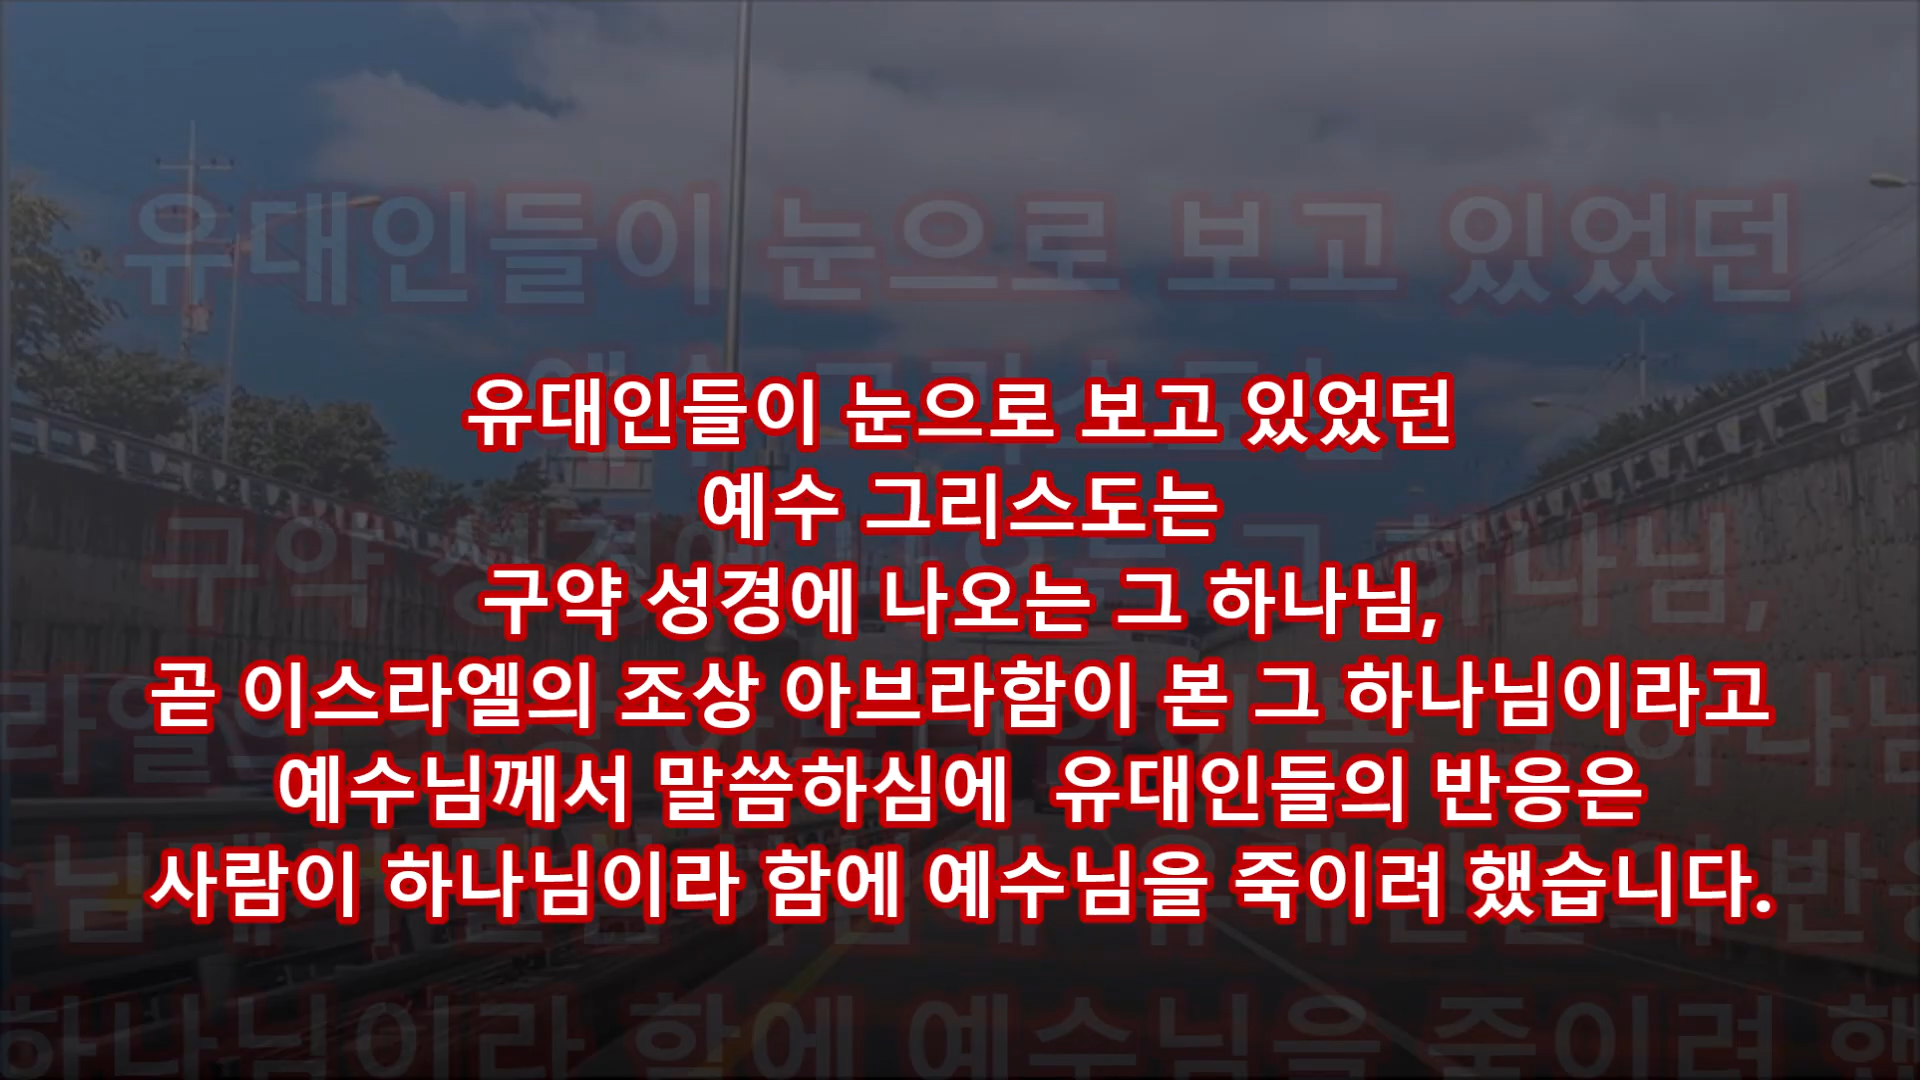 유대인들이 눈으로 보고 있었던
예수 그리스도는
구약 성경에 나오는 그 하나님,
곧 이스라엘의 조상 아브라함이 본 그 하나님이라고
예수님께서 말씀하심에  유대인들의 반응은
사람이 하나님이라 함에 예수님을 죽이려 했습니다.